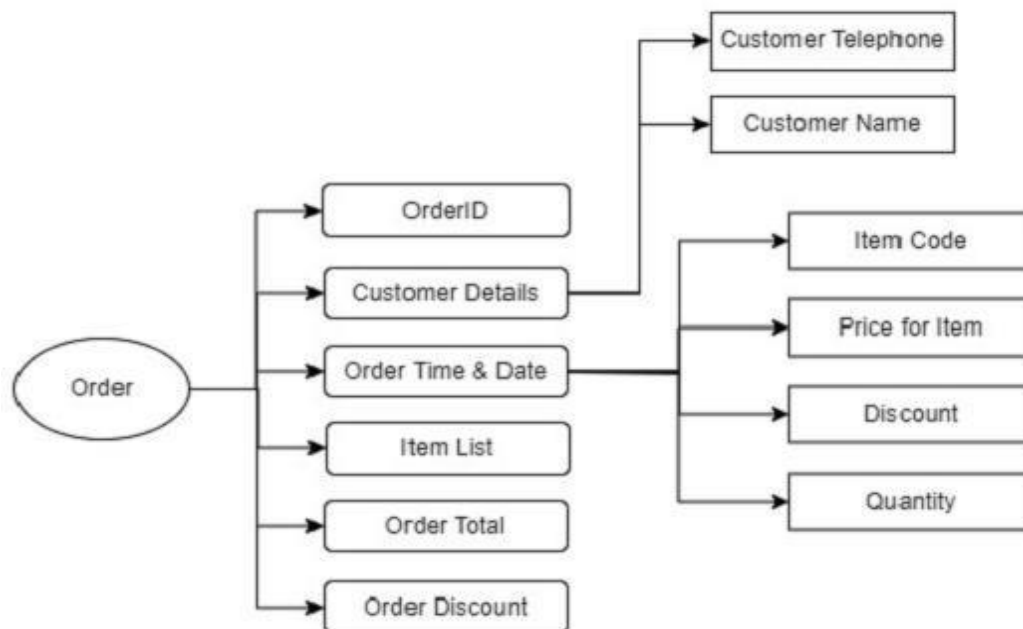 Customer Telephone
Customer Name
OrderID
Item Code
Customer Details
Price for Item
Order
Order Time & Date
Discount
Item List
Quantity
Order Total
Order Discount